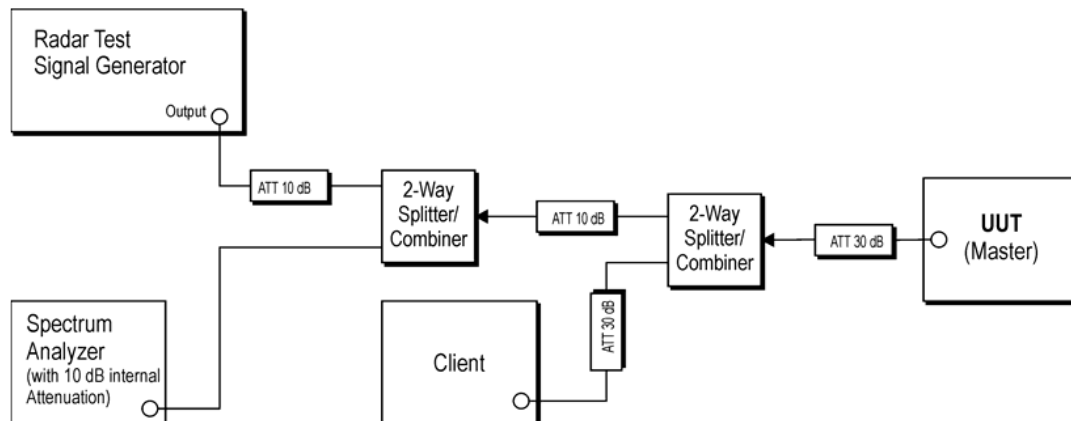 Radar Test
Signal Generator
Output
ATT 10 dB
2-Way
Splitter/
Combiner
ATT 10 dB
2-Way
Splitter/
Combiner
ATT 30 dB
UUT
(Master)
Spectrum
Analyzer
(with 10 dB internal
Attenuation)
Client
ATT 30 dB